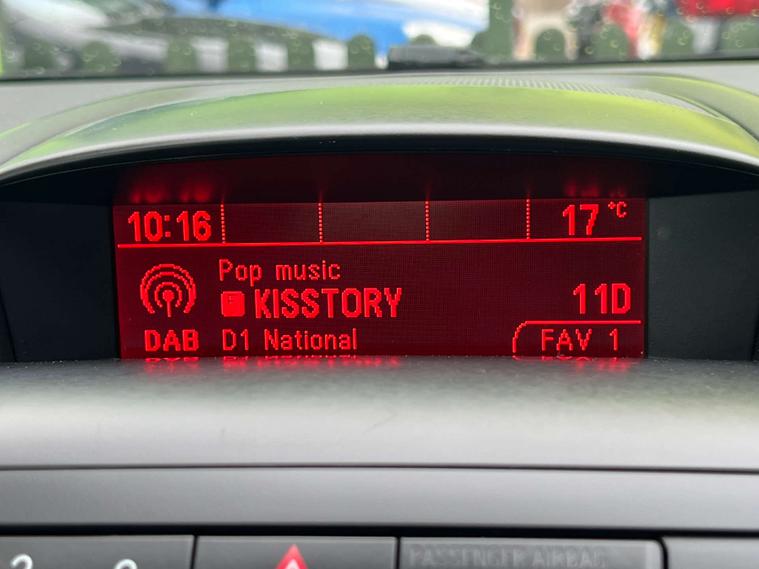 10:16 17 °C
Pop music
F KISSTORY 11D
DAB D1 National FAV 1
PASSENGER AIRBAG